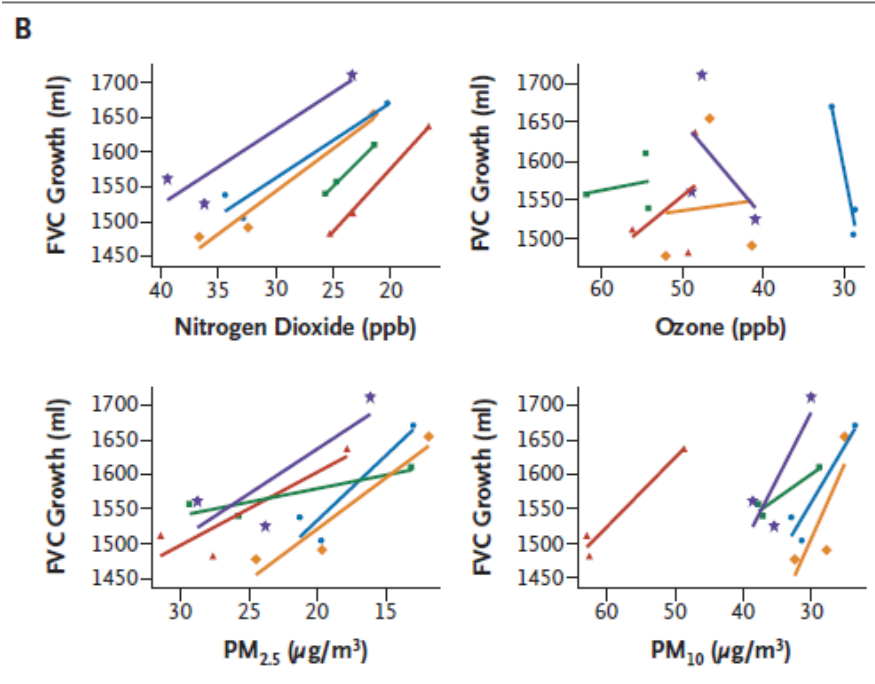 B
FVC Growth (ml)
1700
1650
1600
1550
1500
1450
40 35 30 25 20
Nitrogen Dioxide (ppb)
FVC Growth (ml)
1700
1650
1600
1550
1500
60 50 40 30
Ozone (ppb)
FVC Growth (ml)
1700
1650
1600
1550
1500
1450
30 25 20 15
PM2.5 (μg/m³)
FVC Growth (ml)
1700
1650
1600
1550
1500
1450
60 50 40 30
PM10 (μg/m³)